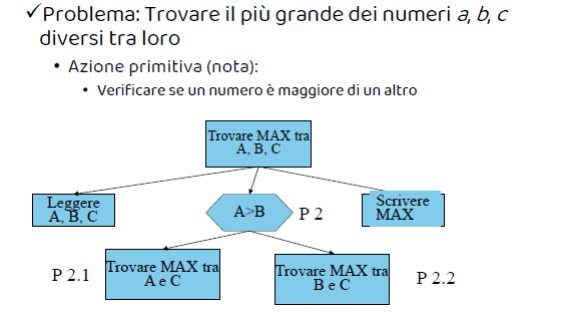 ✓Problema: Trovare il più grande dei numeri a, b, c
diversi tra loro
• Azione primitiva (nota):
• Verificare se un numero è maggiore di un altro
Trovare MAX tra
A, B, C
Leggere
A, B, C
A>B
P 2
Scrivere
MAX
P 2.1
Trovare MAX tra
A e C
Trovare MAX tra
B e C
P 2.2